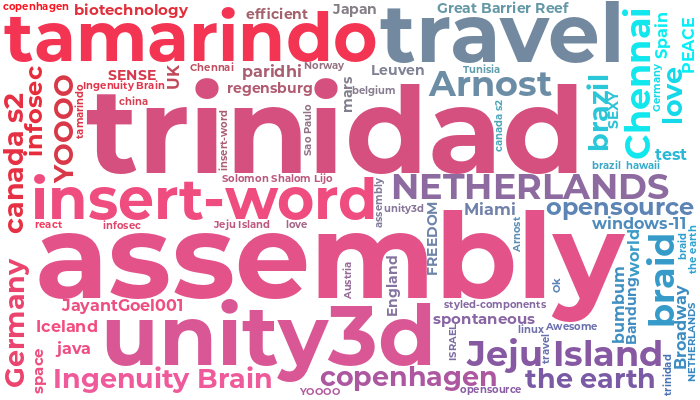 copenhagen
biotechnology
efficient
Japan
Great Barrier Reef
tamarindo
travel
Spain
PEACE
SENSE
UK
Chennai
Norway
paridhi
Leuven
Tunisia
Chennai
Germany
love
infosec
YOOOO
Ingenuity Brain
regensburg
mars
belgium
Arnost
brazil
SEXY
tamarindo
china
trinidad
canada s2
insert-word
Sao Paulo
canada s2
test
brazil
hawaii
Solomon Shalom Lijo
insert-word
assembly
NETHERLANDS
unity3d
Miami
opensource
windows-11
react
infosec
Jeju Island
love
FREEDOM
Arnost
braid
the earth
assembly
Germany
Austria
England
Ok
bumbum
Bandungworld
braid
Broadway
NETHERLANDS
JayantGoel001
styled-components
Iceland
unity3d
spontaneous
linux
Awesome
ISRAEL
travel
java
space
Jeju Island
Ingenuity Brain
copenhagen
the earth
trinidad
YOOOO
opensource